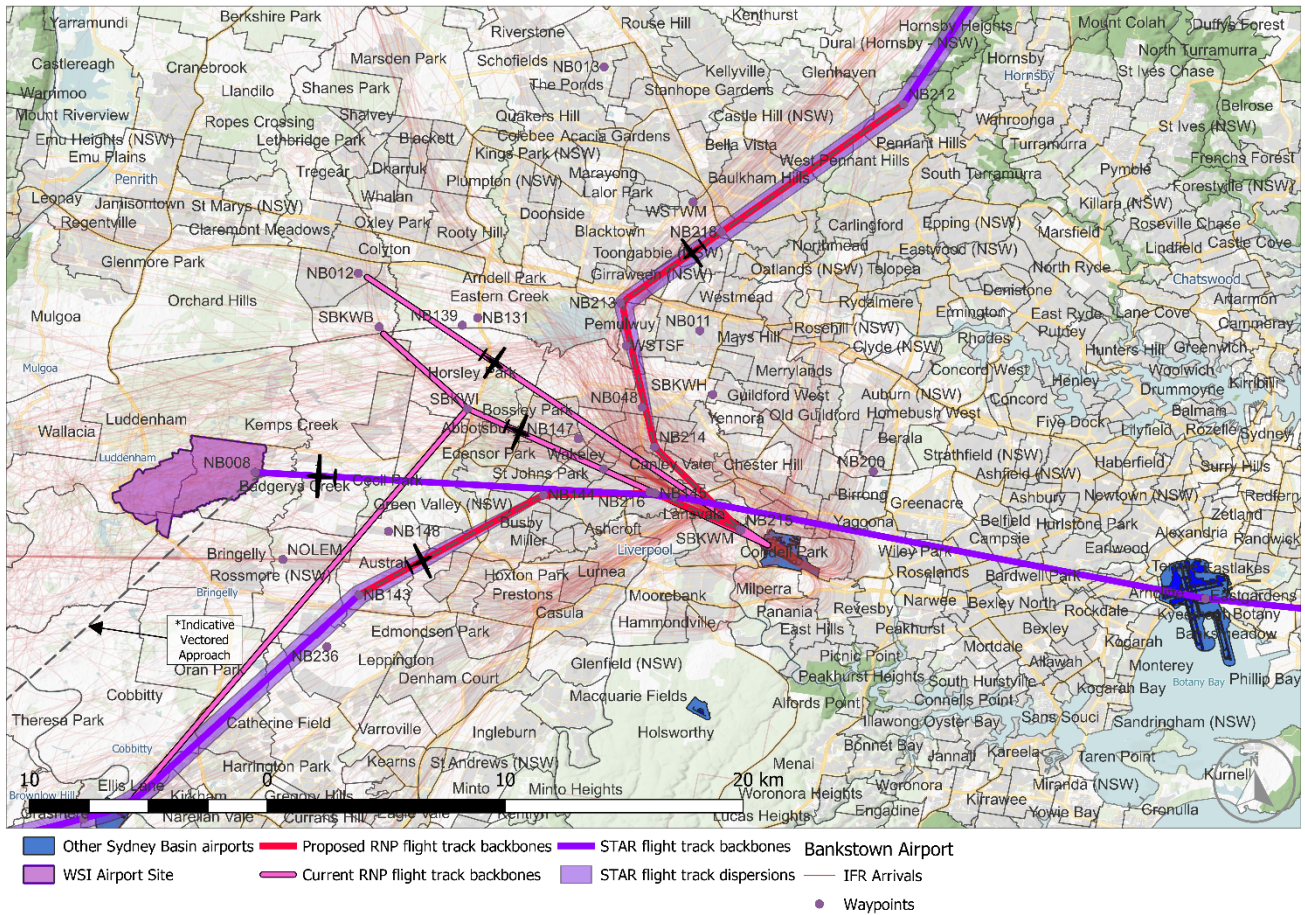 Yarramundi
Berkshire Park
Rouse Hill
Kenthurst
Hornsby Heights
Mount Colah
Duffys Forest
Riverstone
Marsden Park
Schofields
Dural (Hornsby - NSW)
North Turramurra
Castlereagh
Cranebrook
NB013
The Ponds
Kellyville
Glenhaven
Hornsby
Hornsby
St Ives Chase
Llandilo
Shanes Park
Stanhope Gardens
NB212
Belrose
Mount Riverview
Ropes Crossing
Shalvey
Quakers Hill
Castle Hill (NSW)
Wahroonga
St Ives (NSW)
Emu Heights (NSW)
Lethbridge Park
Blackett
Colebee
Acacia Gardens
Bella Vista
Pennant Hills
Turramurra
Emu Plains
Kings Park (NSW)
West Pennant Hills
Frenchs Forest
Penrith
Tregear
Dharruk
Marayong
Baulkham Hills
South Turramurra
Pymble
Forestville (NSW)
Leonay
Jamisontown
St Marys (NSW)
Whalan
Plumpton (NSW)
Lalor Park
WSTWM
Killara (NSW)
Regentville
Claremont Meadows
Oxley Park
Rooty Hill
Doonside
Blacktown
NB218
Carlingford
Epping (NSW)
Marsfield
Roseville Chase
Colyton
Toongabbie (NSW)
Northmead
Eastwood (NSW)
Lindfield
Castle Cove
Glenmore Park
NB012
Arndell Park
Girraween (NSW)
Oatlands (NSW)
Telopea
North Ryde
Chatswood
Orchard Hills
Eastern Creek
NB213
Westmead
Rydalmere
Denistone
Artarmon
Mulgoa
SBKWB
NB139
NB131
Pemulwuy
NB011
Mays Hill
Rosehill (NSW)
Ermington
East Ryde
Lane Cove
Cammeray
WSTSF
Clyde (NSW)
Rhodes
Putney
Hunters Hill
Greenwich
Mulgoa
Horsley Park
SBKWH
Merrylands
Concord West
Henley
Woolwich
Kirribilli
Drummoyne
Luddenham
SBKWI
Bossley Park
NB048
Guildford West
Auburn (NSW)
Concord
Balmain
Wallacia
Kemps Creek
Abbotsbury
NB147
Yennora
Old Guildford
Homebush West
Five Dock
Lilyfield
Rozelle
Sydney
Luddenham
NB008
Edensor Park
Wakeley
NB214
Berala
Strathfield (NSW)
Haberfield
Surry Hills
Badgerys Creek
Cecil Park
St Johns Park
Canley Vale
Chester Hill
NB200
Ashfield (NSW)
NB144
NB145
Birrong
Greenacre
Ashbury
Newtown (NSW)
Redfern
Green Valley (NSW)
NB216
Lansvale
NB215
Yagoona
Belfield
Hurlstone Park
Zetland
NB148
Busby
Ashcroft
Campsie
Alexandria
Randwick
Miller
Liverpool
SBKWM
Condell Park
Wiley Park
Earlwood
Bringelly
NOLEM
Austral
Roselands
Bardwell Park
Eastlakes
Rossmore (NSW)
Hoxton Park
Lurnea
Milperra
Bringelly
NB143
Prestons
Moorebank
Narwee
Bexley North
Eastgardens
Casula
Panania
Revesby
Rockdale
Botany
*Indicative
Vectored
Approach
Edmondson Park
Hammondville
East Hills
Peakhurst
Bexley
Banksmeadow
Oran Park
NB236
Leppington
Picnic Point
Mortdale
Kogarah
Glenfield (NSW)
Allawah
Monterey
Denham Court
Peakhurst Heights
South Hurstville
Kogarah Bay
Botany Bay
Phillip Bay
Cobbitty
Macquarie Fields
Alfords Point
Connells Point
Theresa Park
Catherine Field
Varroville
Holsworthy
Illawong
Oyster Bay
Sans Souci
Sandringham (NSW)
Ingleburn
Bonnet Bay
Cobbitty
Kearns
St Andrews (NSW)
Menai
Jannali
Kareela
Taren Point
Harrington Park
Kurnell
10 0 10 20 km
Ellis Lane
Minto
Minto Heights
Woronora Heights
Woronora
Miranda (NSW)
Brownlow Hill
Kirkham
Gregory Hills
Kirrawee
Cronulla
Narellan Vale
Currans Hill
Eagle Vale
Lucas Heights
Engadine
Yowie Bay
Other Sydney Basin airports
Proposed RNP flight track backbones
STAR flight track backbones
Bankstown Airport
WSI Airport Site
Current RNP flight track backbones
STAR flight track dispersions
IFR Arrivals
Waypoints